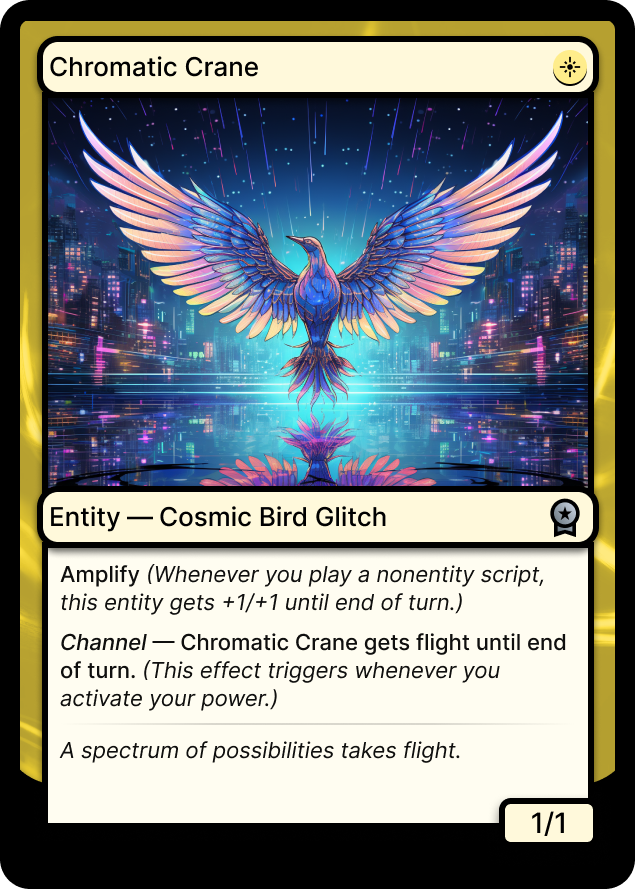 Chromatic Crane
Entity — Cosmic Bird Glitch
Amplify (Whenever you play a nonentity script,
this entity gets +1/+1 until end of turn.)
Channel — Chromatic Crane gets flight until end
of turn. (This effect triggers whenever you
activate your power.)
A spectrum of possibilities takes flight.
1/1